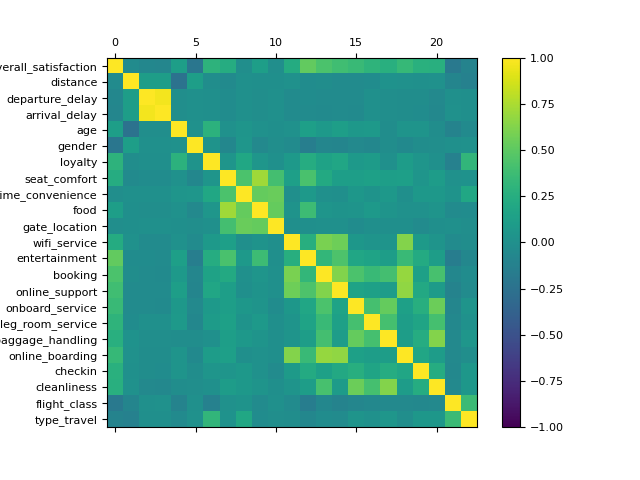 0 5 10 15 20
verall_satisfaction
distance
departure_delay
arrival_delay
age
gender
loyalty
seat_comfort
ime_convenience
food
gate_location
wifi_service
entertainment
booking
online_support
onboard_service
leg_room_service
baggage_handling
online_boarding
checkin
cleanliness
flight_class
type_travel
1.00
0.75
0.50
0.25
0.00
−0.25
−0.50
−0.75
−1.00